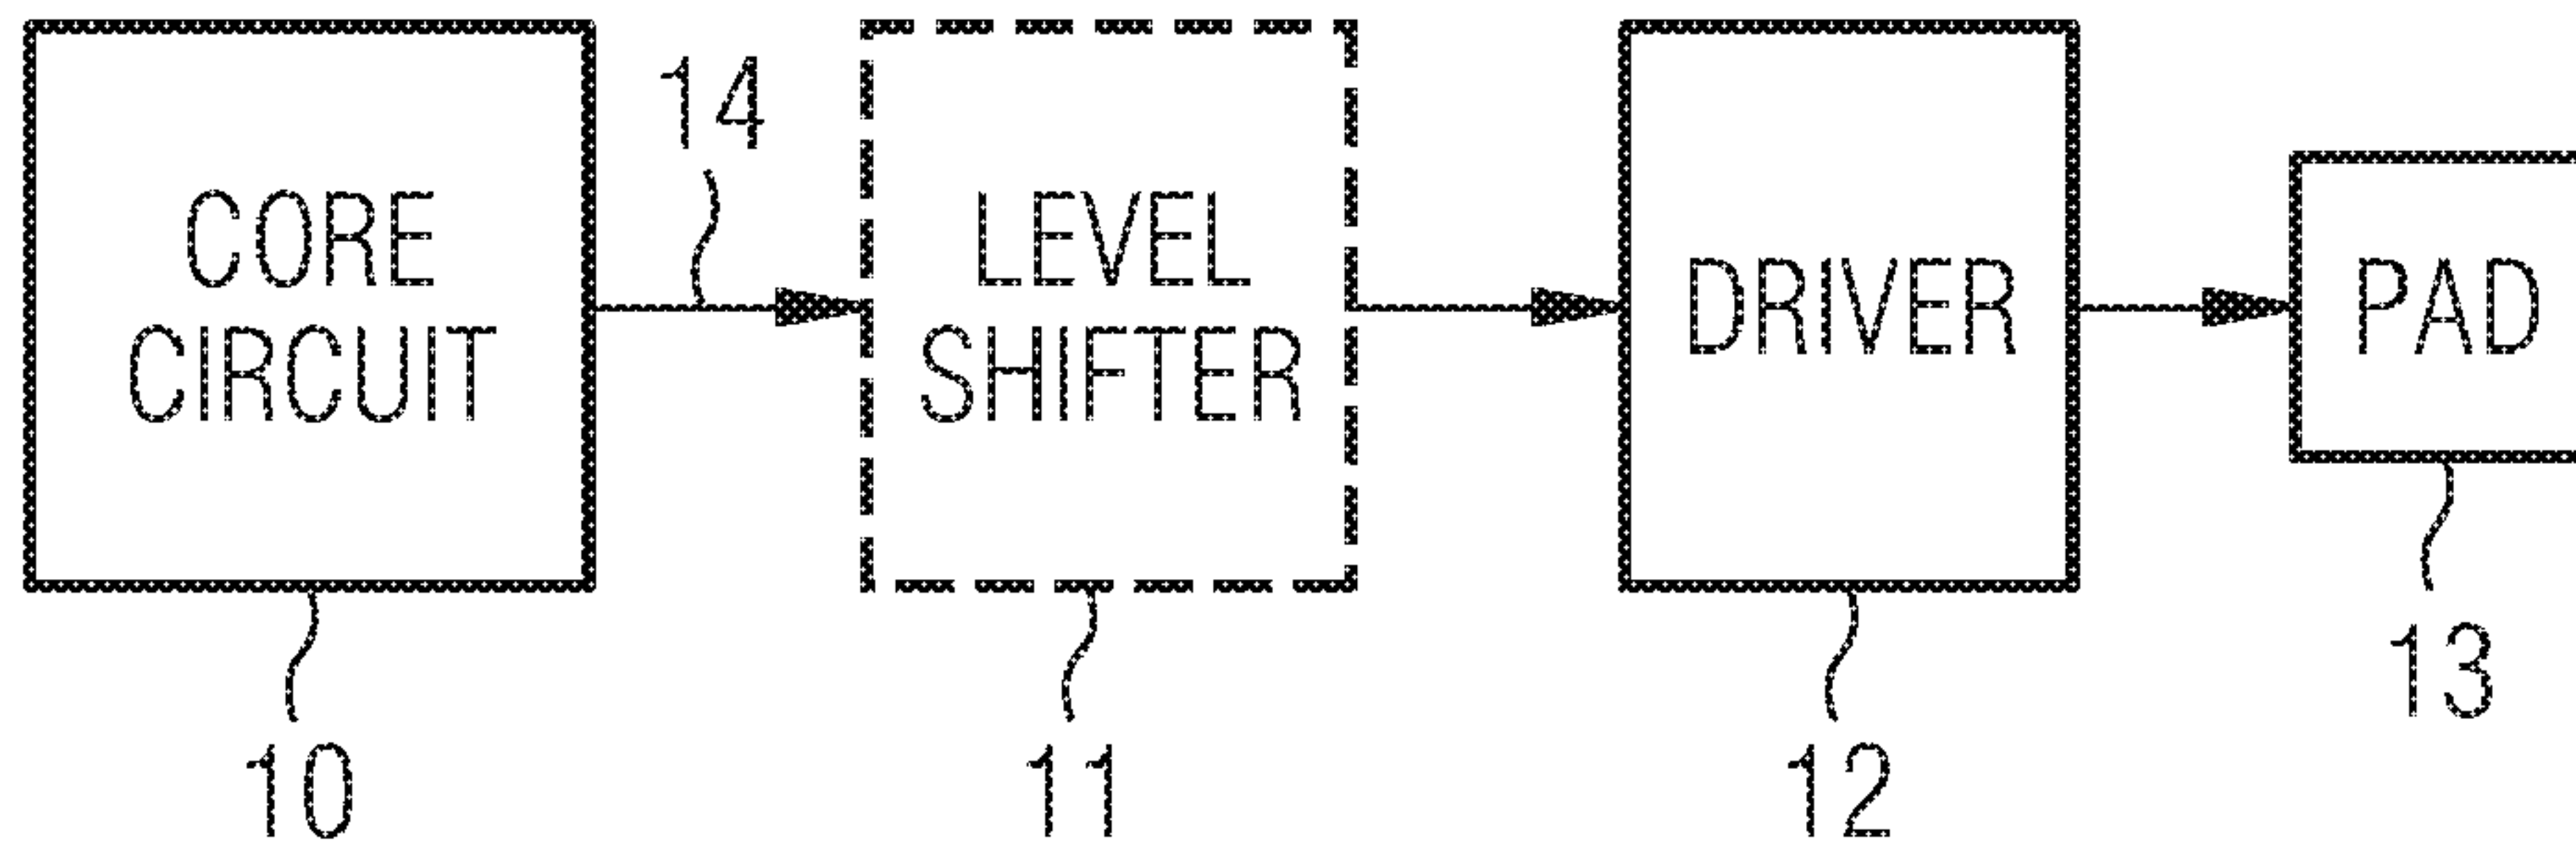 14
CORE
CIRCUIT
LEVEL
SHIFTER
DRIVER
PAD
10
11
12
13